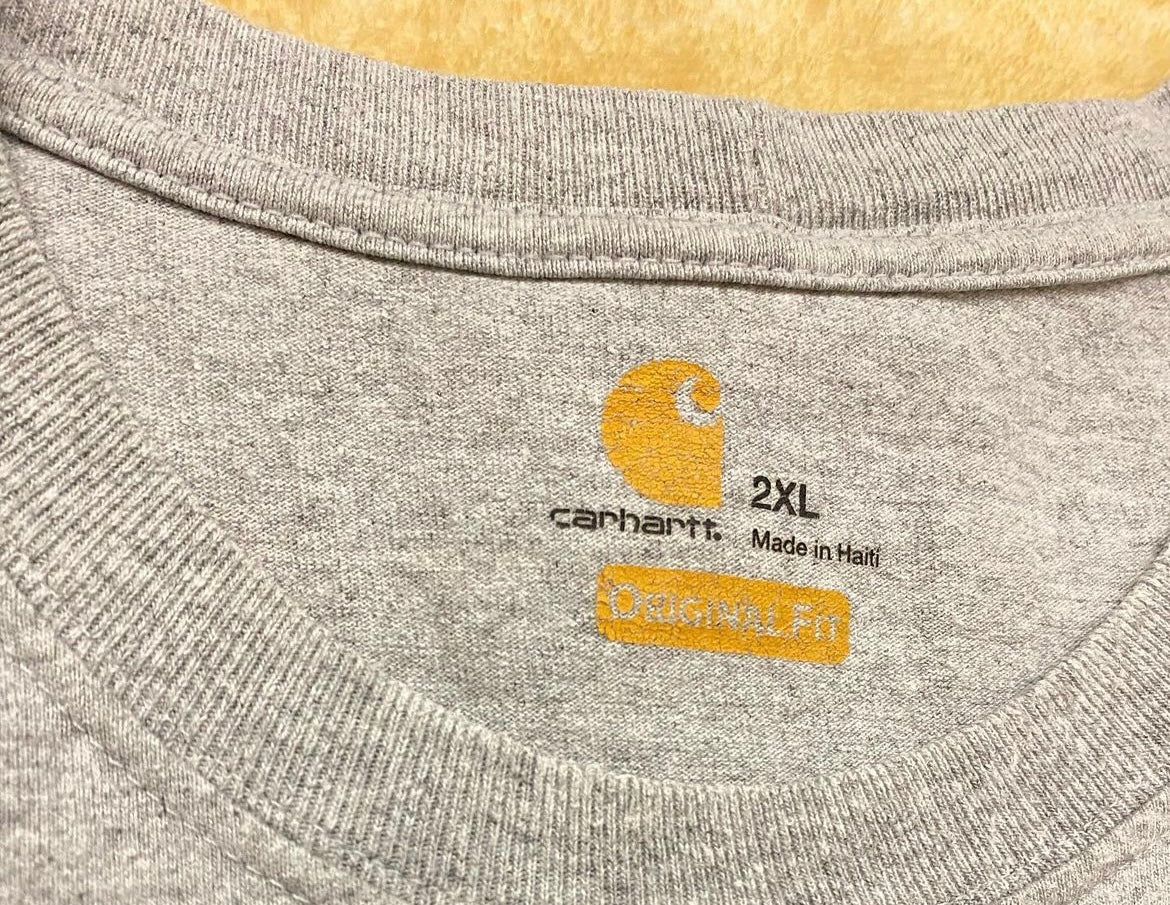 carhartt.
2XL
Made in Haiti
ORIGINAL FIT